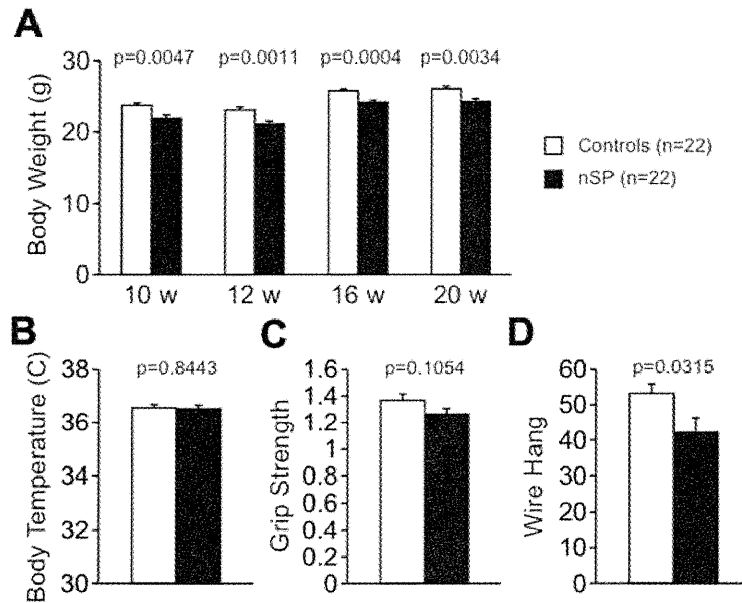 A
p=0.0047 p=0.0011 p=0.0004 p=0.0034
Body Weight (g)
30
20
10
0
10 w 12 w 16 w 20 w
Controls (n=22)
nSP (n=22)
B
p=0.8443
Body Temperature (C)
38
36
34
32
30
C
p=0.1054
Grip Strength
1.6
1.4
1.2
1
0.8
0.6
0.4
0.2
0
D
p=0.0315
Wire Hang
60
50
40
30
20
10
0